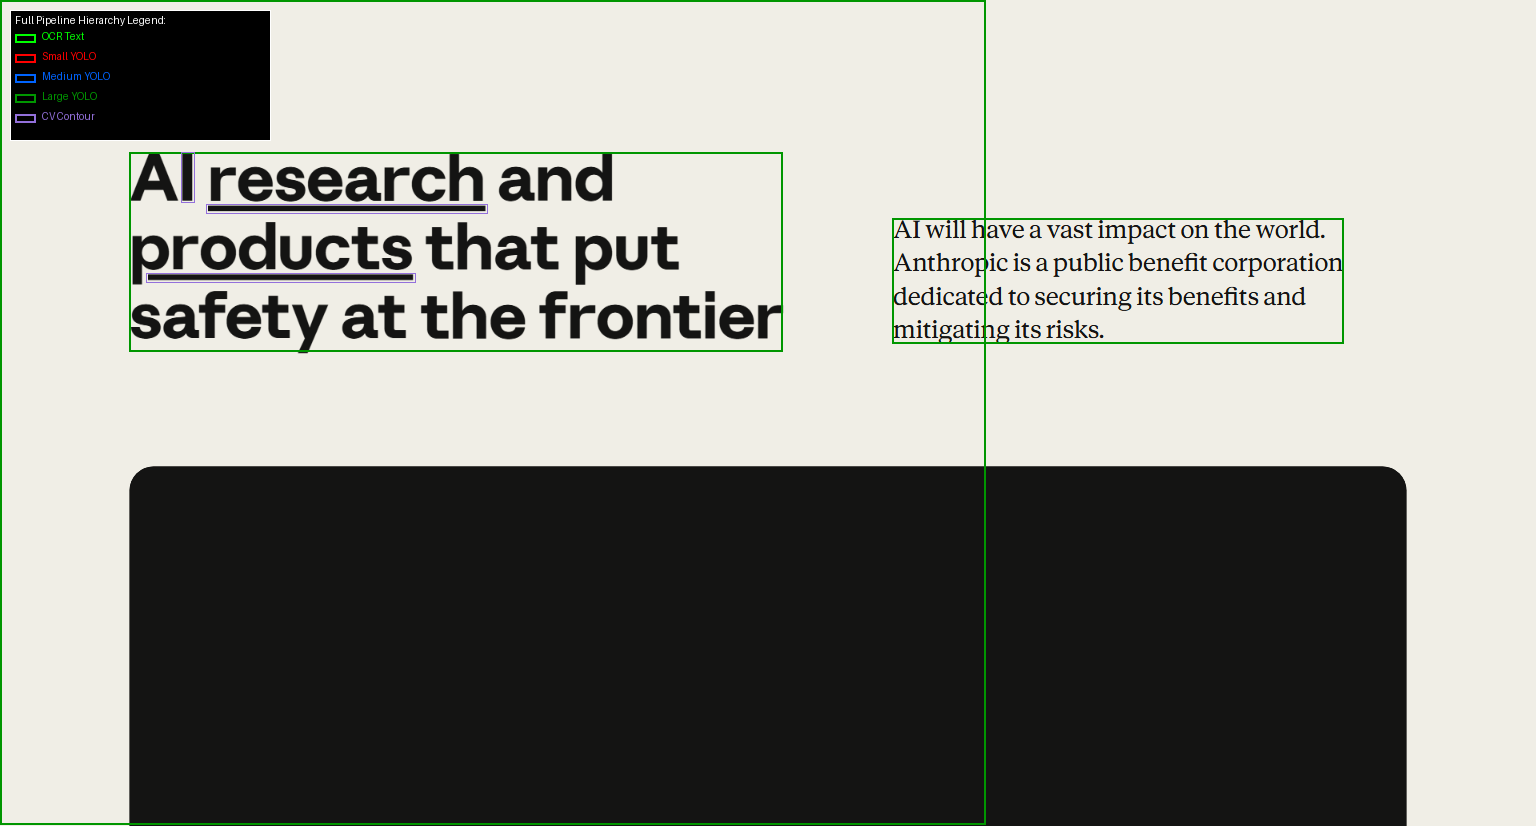 Full Pipeline Hierarchy Legend:
OCR Text
Small YOLO
Medium YOLO
Large YOLO
CV Contour
AI research and
products that put
safety at the frontier
AI will have a vast impact on the world.
Anthropic is a public benefit corporation
dedicated to securing its benefits and
mitigating its risks.